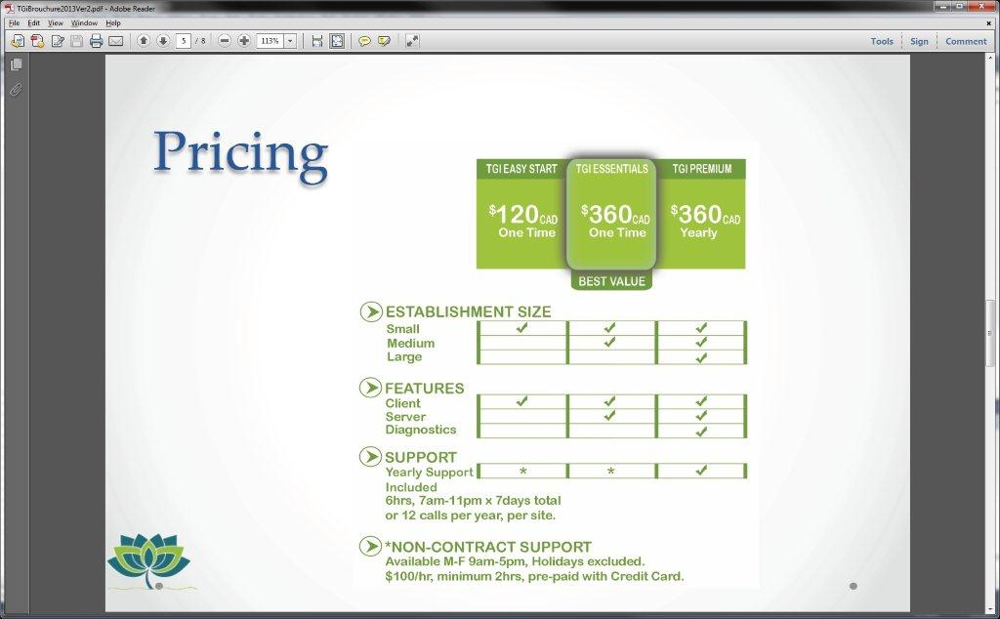 TGiBrouchure2013Ver2.pdf - Adobe Reader
File Edit View Window Help
5 / 8 113% Tools Sign Comment
Pricing
TGI EASY START TGI ESSENTIALS TGI PREMIUM
$120CAD $360CAD $360CAD
One Time One Time Yearly
BEST VALUE
ESTABLISHMENT SIZE
Small
Medium
Large
FEATURES
Client
Server
Diagnostics
SUPPORT
Yearly Support * *
Included
6hrs, 7am-11pm x 7days total
or 12 calls per year, per site.
*NON-CONTRACT SUPPORT
Available M-F 9am-5pm, Holidays excluded.
$100/hr, minimum 2hrs, pre-paid with Credit Card.